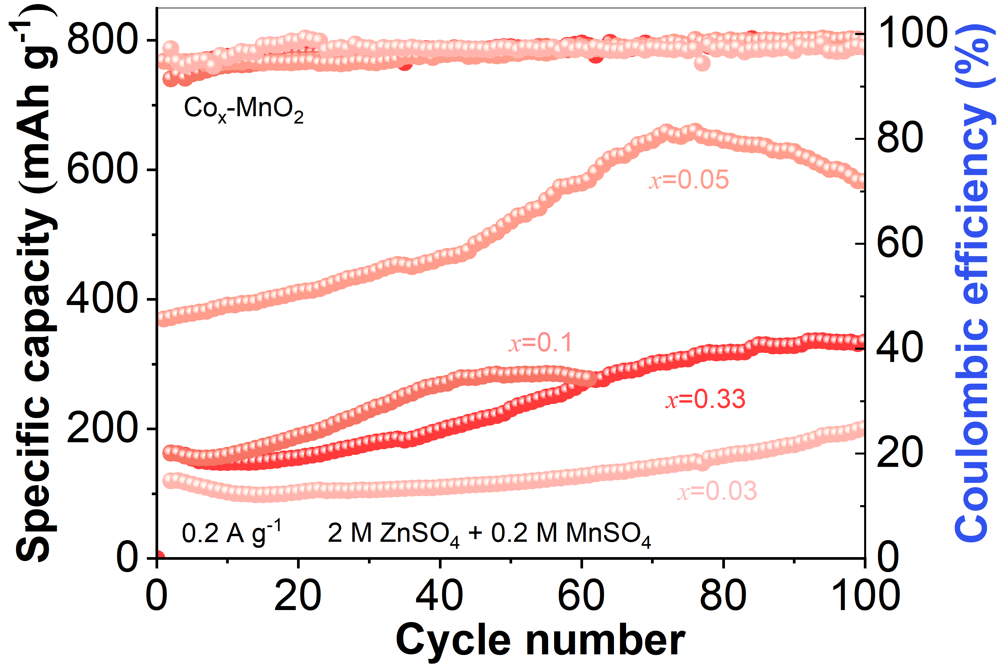 Specific capacity (mAh g⁻¹)
800
600
400
200
0
Coₓ-MnO₂
x=0.05
x=0.1
x=0.33
x=0.03
0.2 A g⁻¹ 2 M ZnSO₄ + 0.2 M MnSO₄
100
80
60
40
20
0
Coulombic efficiency (%)
0 20 40 60 80 100
Cycle number